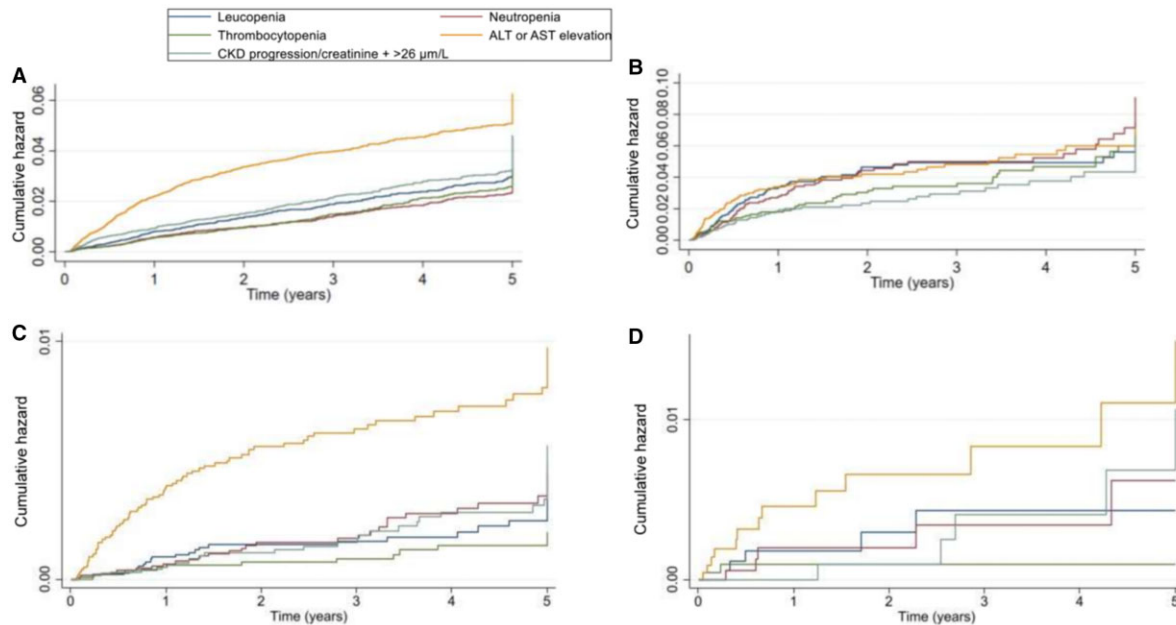 Leucopenia
Neutropenia
Thrombocytopenia
ALT or AST elevation
CKD progression/creatinine + >26 μm/L
A
Cumulative hazard
0.06
0.04
0.02
0.00
0 1 2 3 4 5
Time (years)
B
Cumulative hazard
0.10
0.08
0.06
0.04
0.02
0.00
0 1 2 3 4 5
Time (years)
C
Cumulative hazard
0.01
0.00
0 1 2 3 4 5
Time (years)
D
Cumulative hazard
0.01
0.00
0 1 2 3 4 5
Time (years)